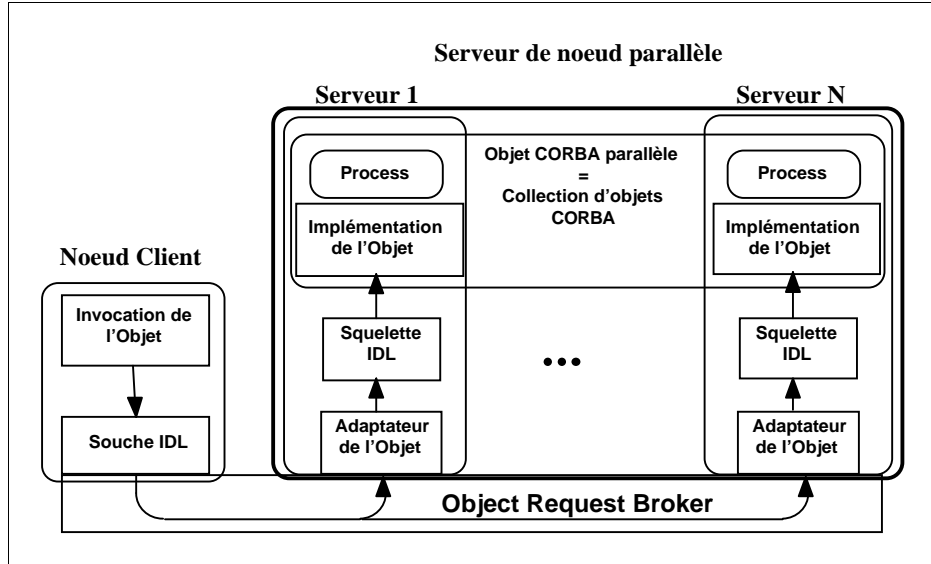 Serveur de noeud parallèle
Serveur 1
Serveur N
Process
Objet CORBA parallèle
=
Collection d'objets
CORBA
Process
Implémentation
de l'Objet
Implémentation
de l'Objet
Noeud Client
Invocation de
l'Objet
Squelette
IDL
...
Squelette
IDL
Souche IDL
Adaptateur
de l'Objet
Adaptateur
de l'Objet
Object Request Broker